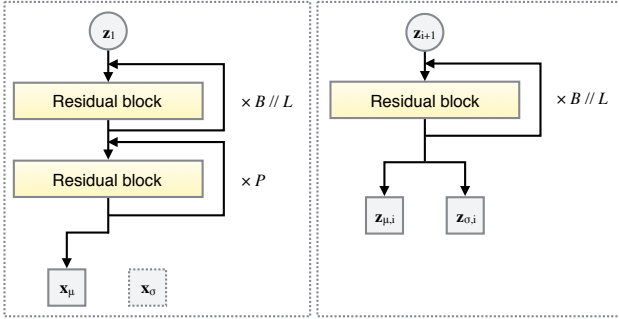 z1
Residual block
× B // L
Residual block
× P
xμ
xσ
zi+1
Residual block
× B // L
zμ,i
zσ,i